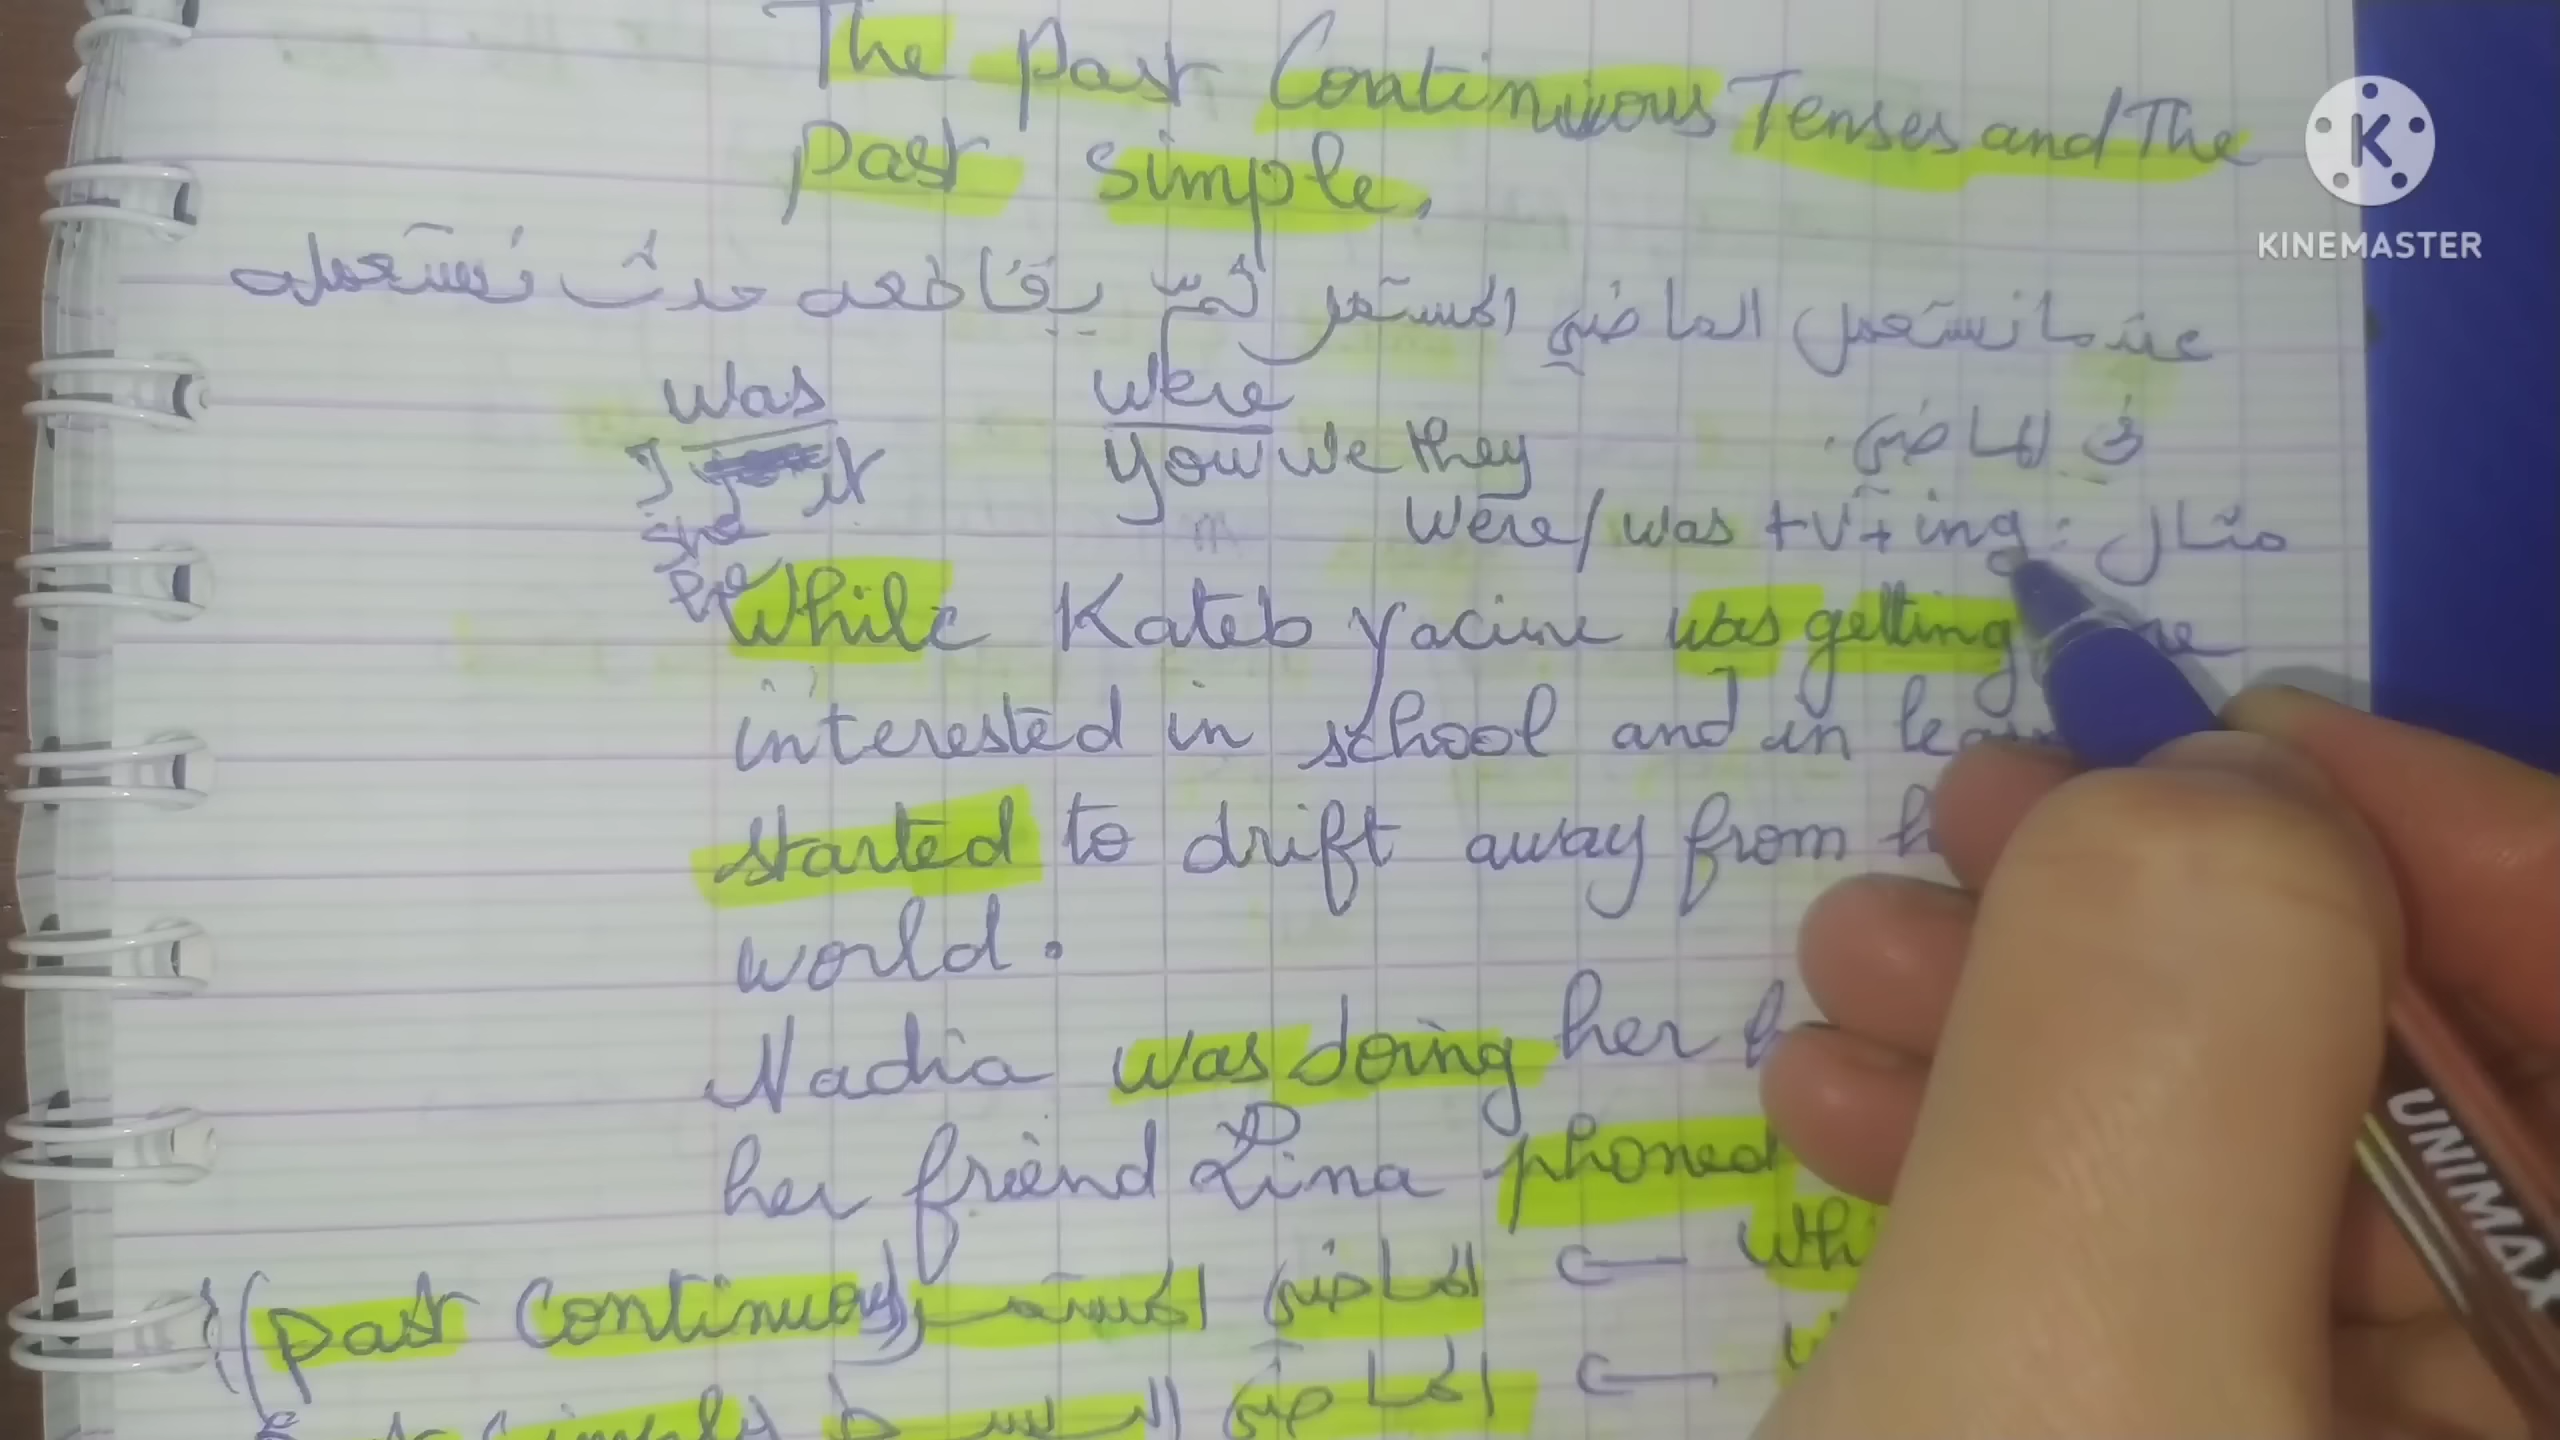 The past Continuous Tenses and The
past simple.
عندما نستعمل الماضي المستمر ثمّ يقاطعه حدث نستعمله
في الماضي.
was were
I it you we they
she
he
مثال : were/was + V + ing
While Kateb Yacine was getting
interested in school and in
started to drift away from
world.
Nadia was doing her
her friend Lina phoned
الماضي المستمر (past continuous)
الماضي البسيط
KINEMASTER
UNIMAX